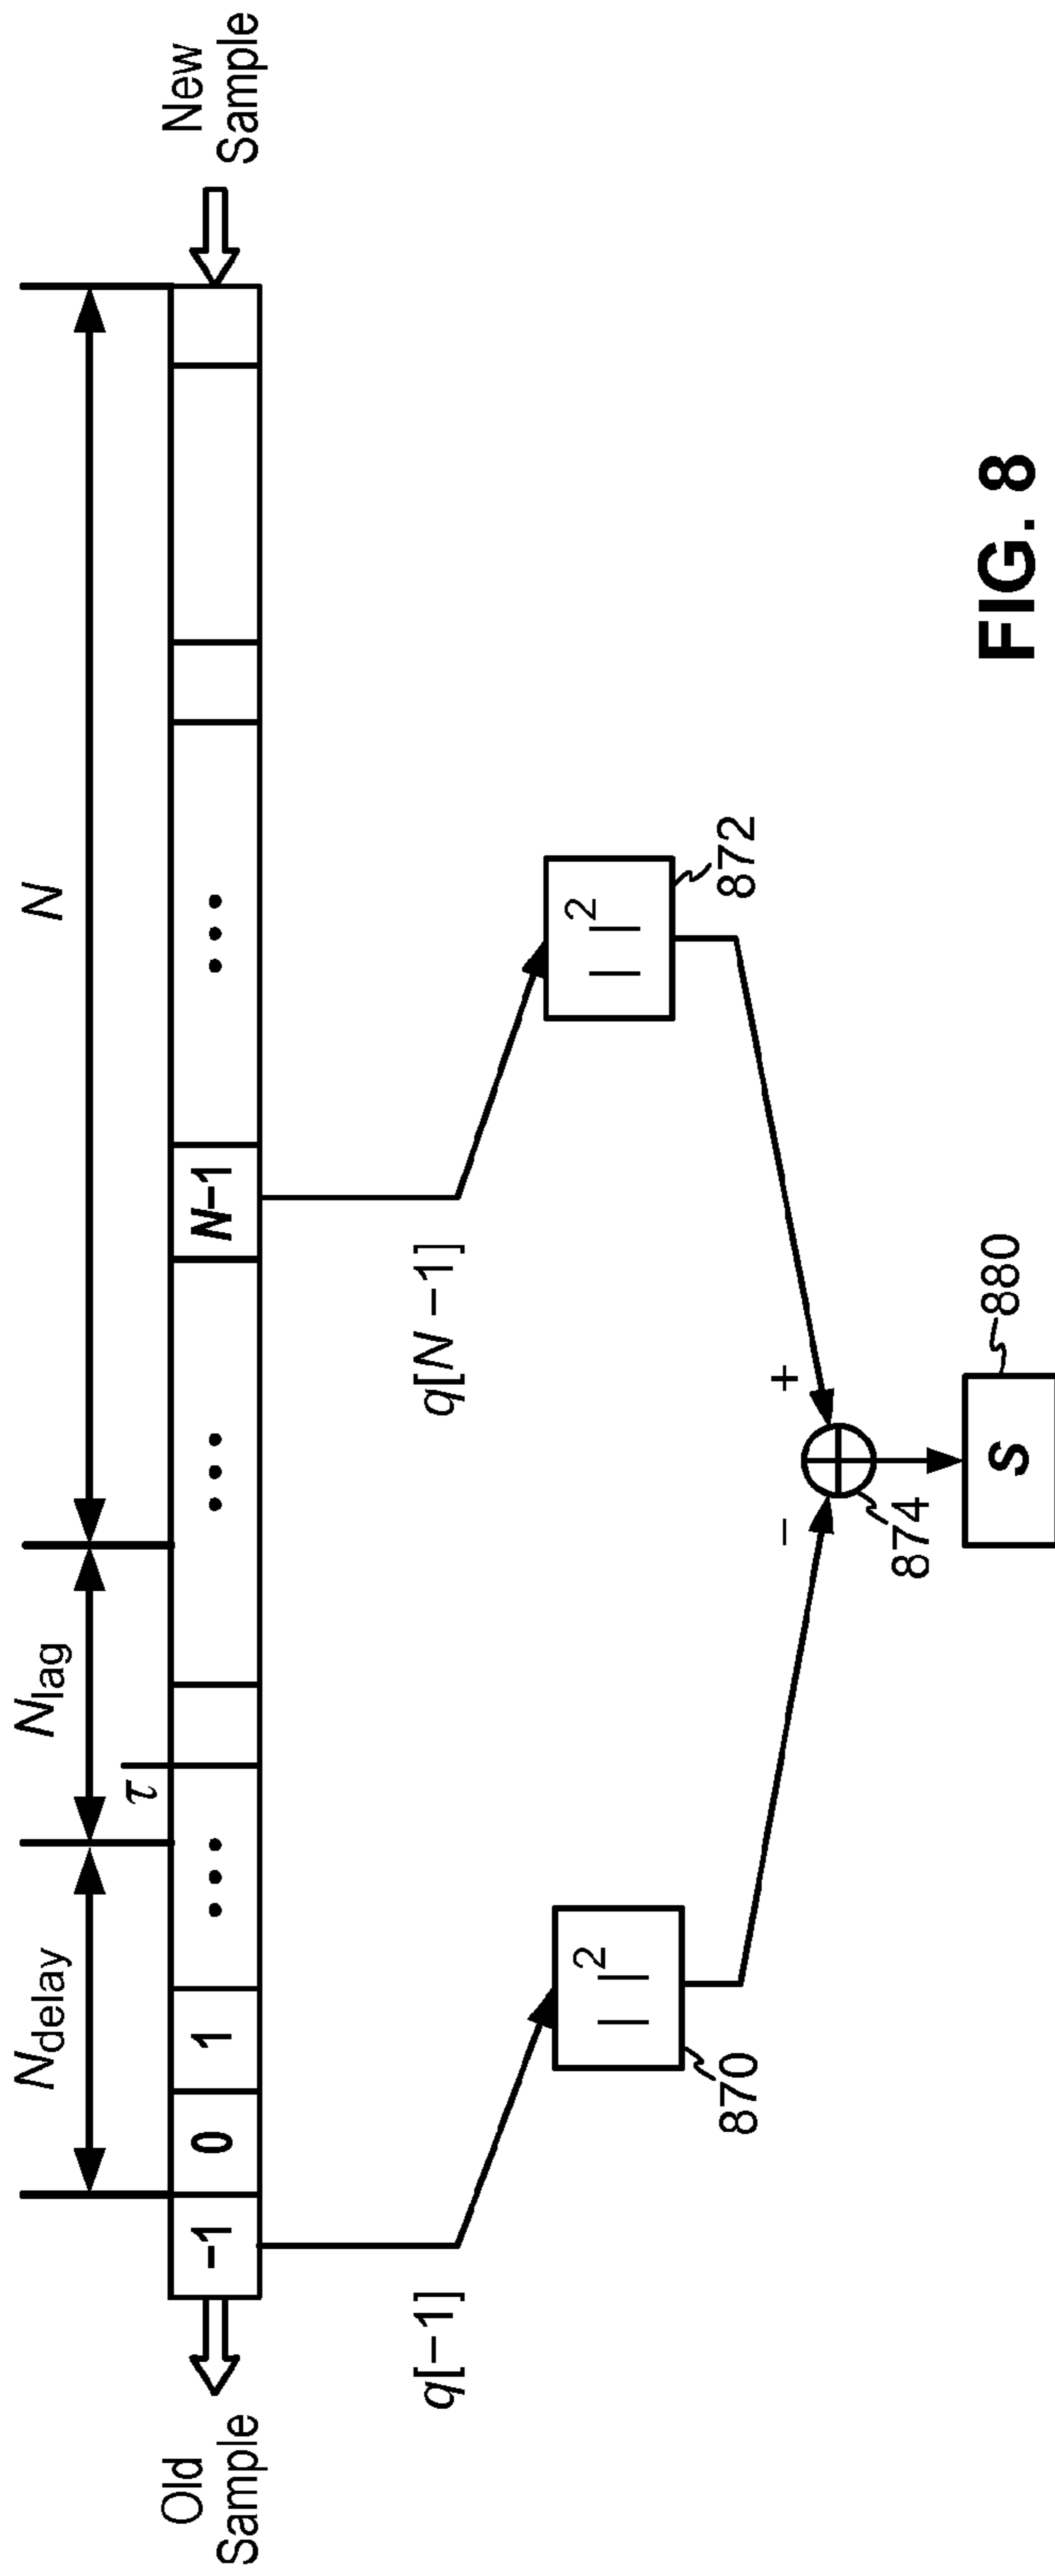 N_delay
N_lag
N
τ
Old
Sample
−1
0
1
•••
•••
N−1
•••
New
Sample
q[−1]
q[N −1]
| |²
870
| |²
872
−
+
874
S
880
FIG. 8